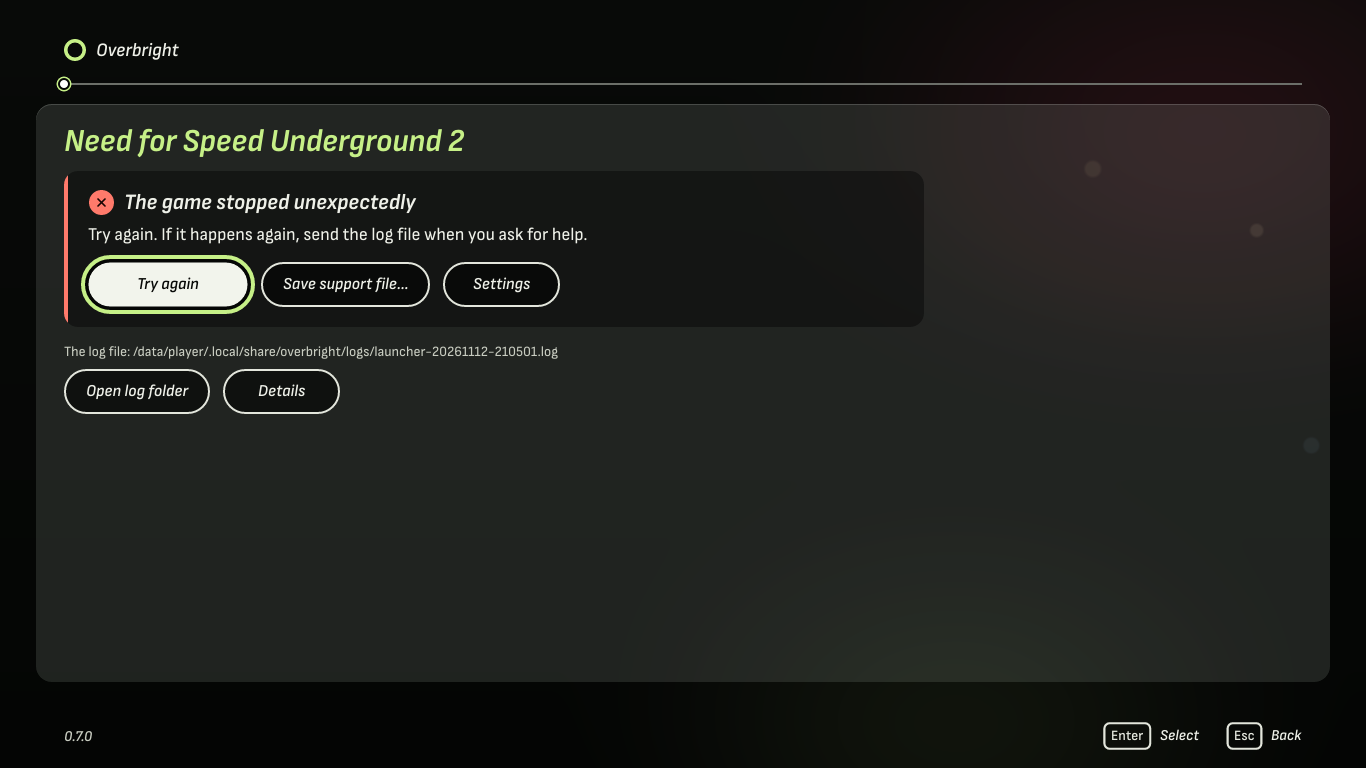 Overbright
Need for Speed Underground 2
The game stopped unexpectedly
Try again. If it happens again, send the log file when you ask for help.
Try again
Save support file...
Settings
The log file: /data/player/.local/share/overbright/logs/launcher-20261112-210501.log
Open log folder
Details
0.7.0
Enter Select Esc Back